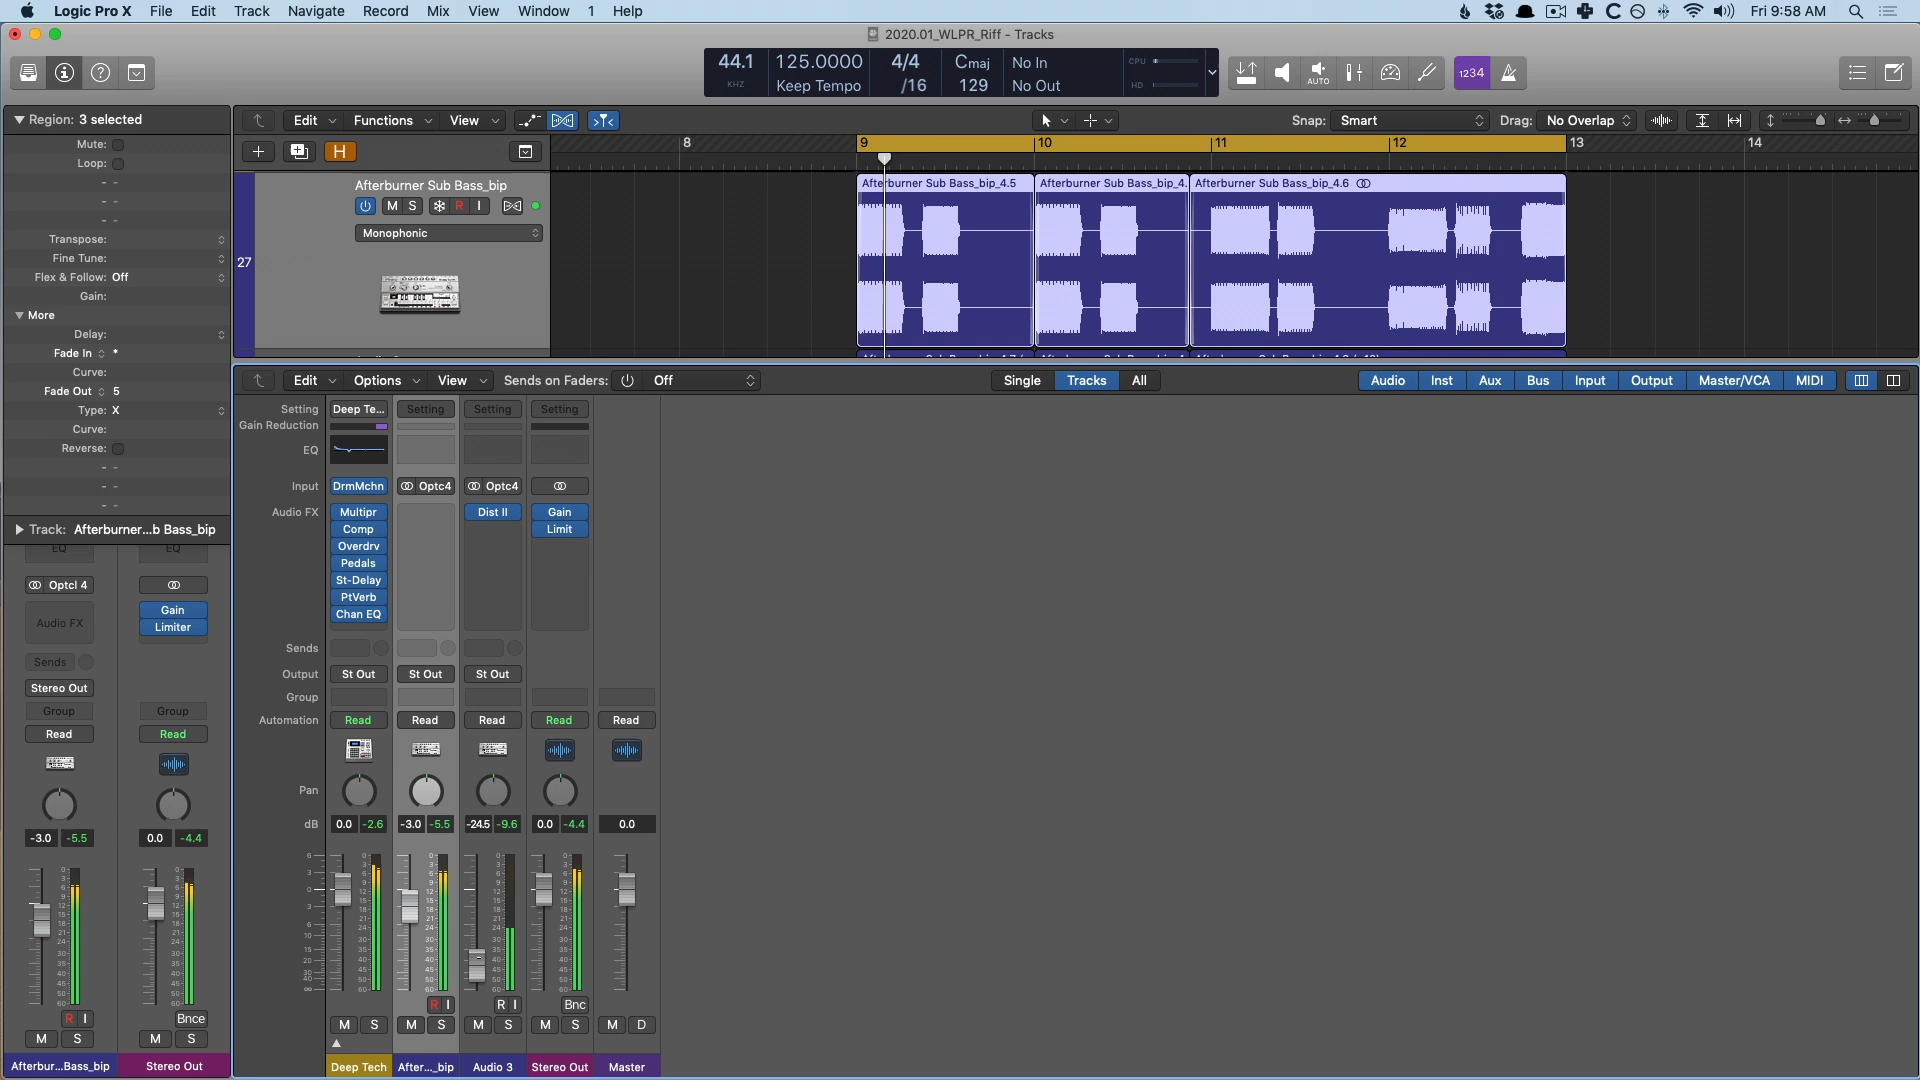 Logic Pro X File Edit Track Navigate Record Mix View Window 1 Help
Fri 9:58 AM
2020.01_WLPR_Riff - Tracks
44.1 125.0000 4/4 Cmaj No In CPU
KHZ Keep Tempo /16 129 No Out HD
AUTO 1234
Region: 3 selected
Edit Functions View
Snap: Smart Drag: No Overlap
Mute:
Loop:
Transpose:
Fine Tune:
Flex & Follow: Off
Gain:
More
Delay:
Fade In
Curve:
Fade Out 5
Type: X
Curve:
Reverse:
Track: Afterburner...b Bass_bip
H
8 9 10 11 12 13 14
27
Afterburner Sub Bass_bip
M S R I
Monophonic
Afterburner Sub Bass_bip_4.5
Afterburner Sub Bass_bip_4.
Afterburner Sub Bass_bip_4.6
Edit Options View Sends on Faders: Off
Single Tracks All
Audio Inst Aux Bus Input Output Master/VCA MIDI
Setting Deep Te... Setting Setting Setting
Gain Reduction
EQ
Input DrmMchn Optc4 Optc4
Audio FX Multipr Dist II Gain
Comp Limit
Overdrv
Pedals
St-Delay
PtVerb
Chan EQ
Sends
Output St Out St Out St Out
Group
Automation Read Read Read Read Read
Pan
dB 0.0 -2.6 -3.0 -5.5 -24.5 -9.6 0.0 -4.4 0.0
R I R I Bnc
M S M S M S M S M D
Deep Tech After..._bip Audio 3 Stereo Out Master
EQ EQ
Optcl 4
Audio FX Gain
Limiter
Sends
Stereo Out
Group Group
Read Read
-3.0 -5.5 0.0 -4.4
R I Bnce
M S M S
Afterbur...Bass_bip Stereo Out